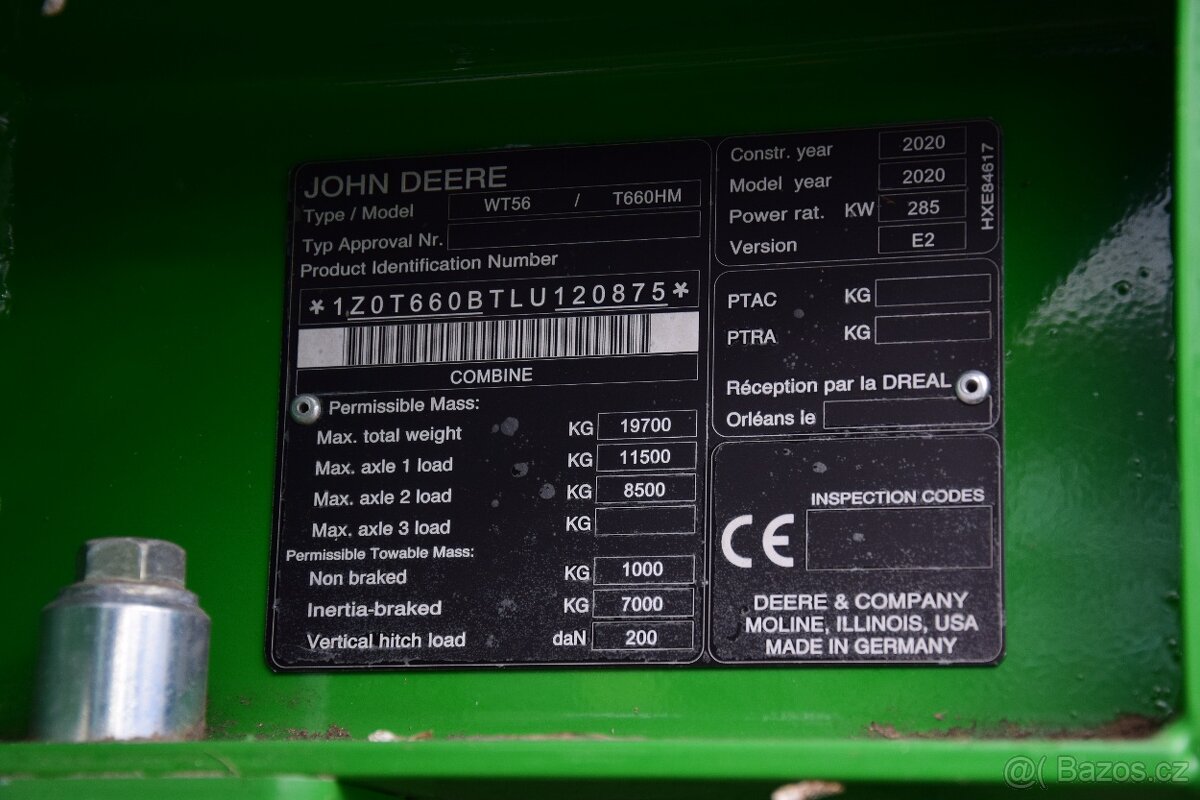 JOHN DEERE
Type / Model WT56 / T660HM
Typ Approval Nr.
Product Identification Number
*1Z0T660BTLU120875*
COMBINE
Permissible Mass:
Max. total weight KG 19700
Max. axle 1 load KG 11500
Max. axle 2 load KG 8500
Max. axle 3 load KG
Permissible Towable Mass:
Non braked KG 1000
Inertia-braked KG 7000
Vertical hitch load daN 200
Constr. year 2020
Model year 2020
Power rat. KW 285
Version E2
HXE84617
PTAC KG
PTRA KG
Réception par la DREAL
Orléans le
INSPECTION CODES
CE
DEERE & COMPANY
MOLINE, ILLINOIS, USA
MADE IN GERMANY
@( Bazos.cz